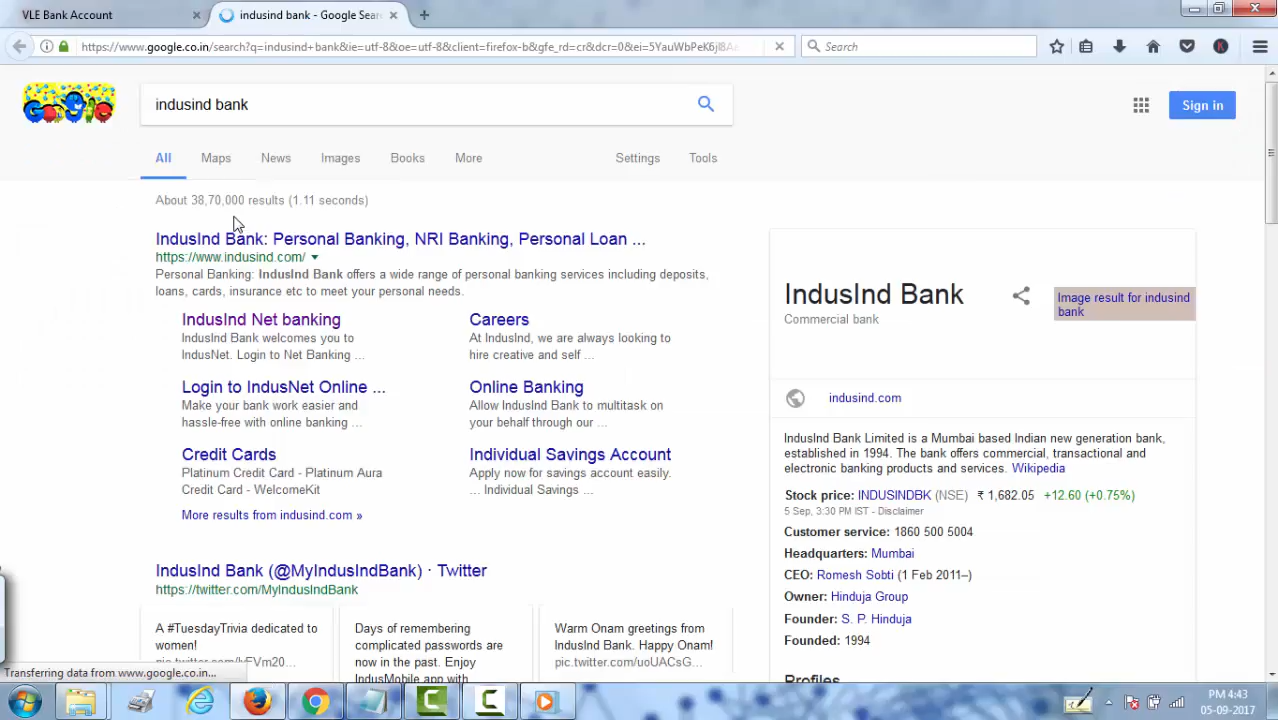 VLE Bank Account
indusind bank - Google Sear
https://www.google.co.in/search?q=indusind+bank&ie=utf-8&oe=utf-8&client=firefox-b&gfe_rd=cr&dcr=0&ei=5YauWbPeK6jI8Aa
Search
indusind bank
Sign in
All Maps News Images Books More Settings Tools
About 38,70,000 results (1.11 seconds)
IndusInd Bank: Personal Banking, NRI Banking, Personal Loan ...
https://www.indusind.com/
Personal Banking: IndusInd Bank offers a wide range of personal banking services including deposits,
loans, cards, insurance etc to meet your personal needs.
IndusInd Net banking
IndusInd Bank welcomes you to
IndusNet. Login to Net Banking ...
Careers
At IndusInd, we are always looking to
hire creative and self ...
Login to IndusNet Online ...
Make your bank work easier and
hassle-free with online banking ...
Online Banking
Allow IndusInd Bank to multitask on
your behalf through our ...
Credit Cards
Platinum Credit Card - Platinum Aura
Credit Card - WelcomeKit
Individual Savings Account
Apply now for savings account easily.
... Individual Savings ...
More results from indusind.com »
IndusInd Bank (@MyIndusIndBank) · Twitter
https://twitter.com/MyIndusIndBank
A #TuesdayTrivia dedicated to
women!
Days of remembering
complicated passwords are
now in the past. Enjoy
IndusMobile app with
Warm Onam greetings from
IndusInd Bank. Happy Onam!
pic.twitter.com/uoUACsG...
IndusInd Bank
Commercial bank
Image result for indusind
bank
indusind.com
IndusInd Bank Limited is a Mumbai based Indian new generation bank,
established in 1994. The bank offers commercial, transactional and
electronic banking products and services. Wikipedia
Stock price: INDUSINDBK (NSE) ₹ 1,682.05 +12.60 (+0.75%)
5 Sep, 3:30 PM IST - Disclaimer
Customer service: 1860 500 5004
Headquarters: Mumbai
CEO: Romesh Sobti (1 Feb 2011–)
Owner: Hinduja Group
Founder: S. P. Hinduja
Founded: 1994
Profiles
Transferring data from www.google.co.in...
PM 4:43
05-09-2017